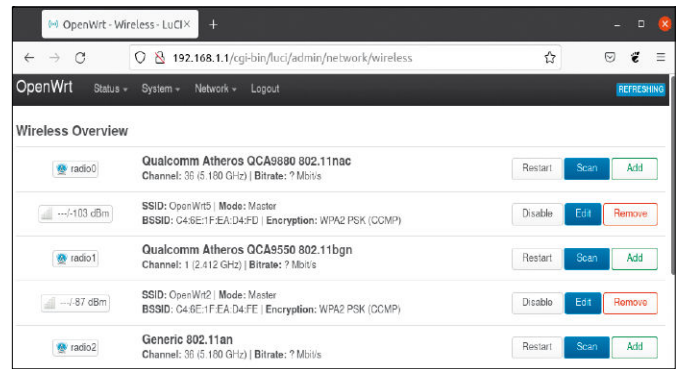 OpenWrt - Wireless - LuCI × +
192.168.1.1/cgi-bin/luci/admin/network/wireless
OpenWrt Status System Network Logout REFRESHING
Wireless Overview
radio0 Qualcomm Atheros QCA9880 802.11nac Restart Scan Add
Channel: 36 (5.180 GHz) | Bitrate: ? Mbit/s
---/-103 dBm SSID: OpenWrt5 | Mode: Master Disable Edit Remove
BSSID: C4:6E:1F:EA:D4:FD | Encryption: WPA2 PSK (CCMP)
radio1 Qualcomm Atheros QCA9550 802.11bgn Restart Scan Add
Channel: 1 (2.412 GHz) | Bitrate: ? Mbit/s
---/-87 dBm SSID: OpenWrt2 | Mode: Master Disable Edit Remove
BSSID: C4:6E:1F:EA:D4:FE | Encryption: WPA2 PSK (CCMP)
radio2 Generic 802.11an Restart Scan Add
Channel: 36 (5.180 GHz) | Bitrate: ? Mbit/s